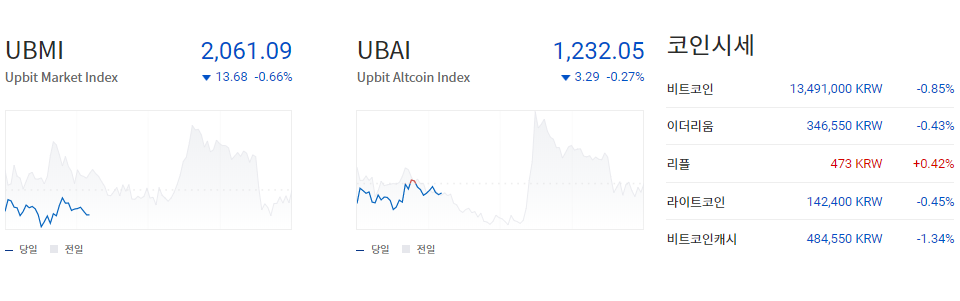 UBMI 2,061.09
Upbit Market Index ▼ 13.68 -0.66%
당일 전일
UBAI 1,232.05
Upbit Altcoin Index ▼ 3.29 -0.27%
당일 전일
코인시세
비트코인 13,491,000 KRW -0.85%
이더리움 346,550 KRW -0.43%
리플 473 KRW +0.42%
라이트코인 142,400 KRW -0.45%
비트코인캐시 484,550 KRW -1.34%